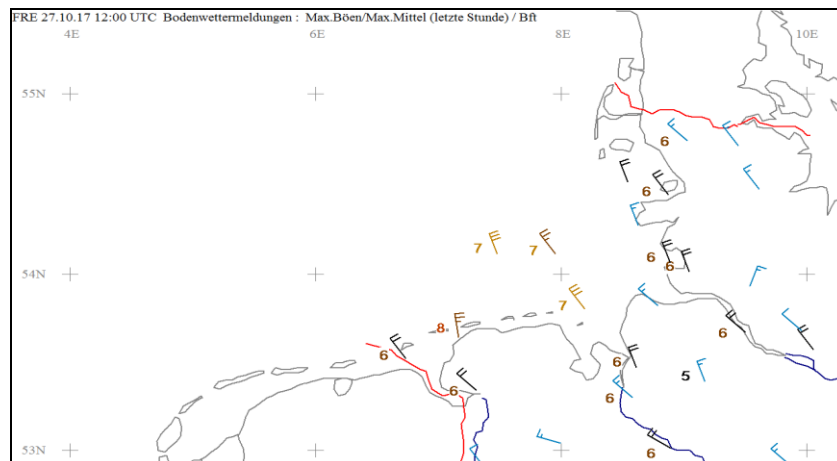 FRE 27.10.17 12:00 UTC Bodenwettermeldungen : Max.Böen/Max.Mittel (letzte Stunde) / Bft
4E 6E 8E 10E
55N
6
6
7 7 6 6
54N
7
8
6
6
6
6 5
6
53N
6